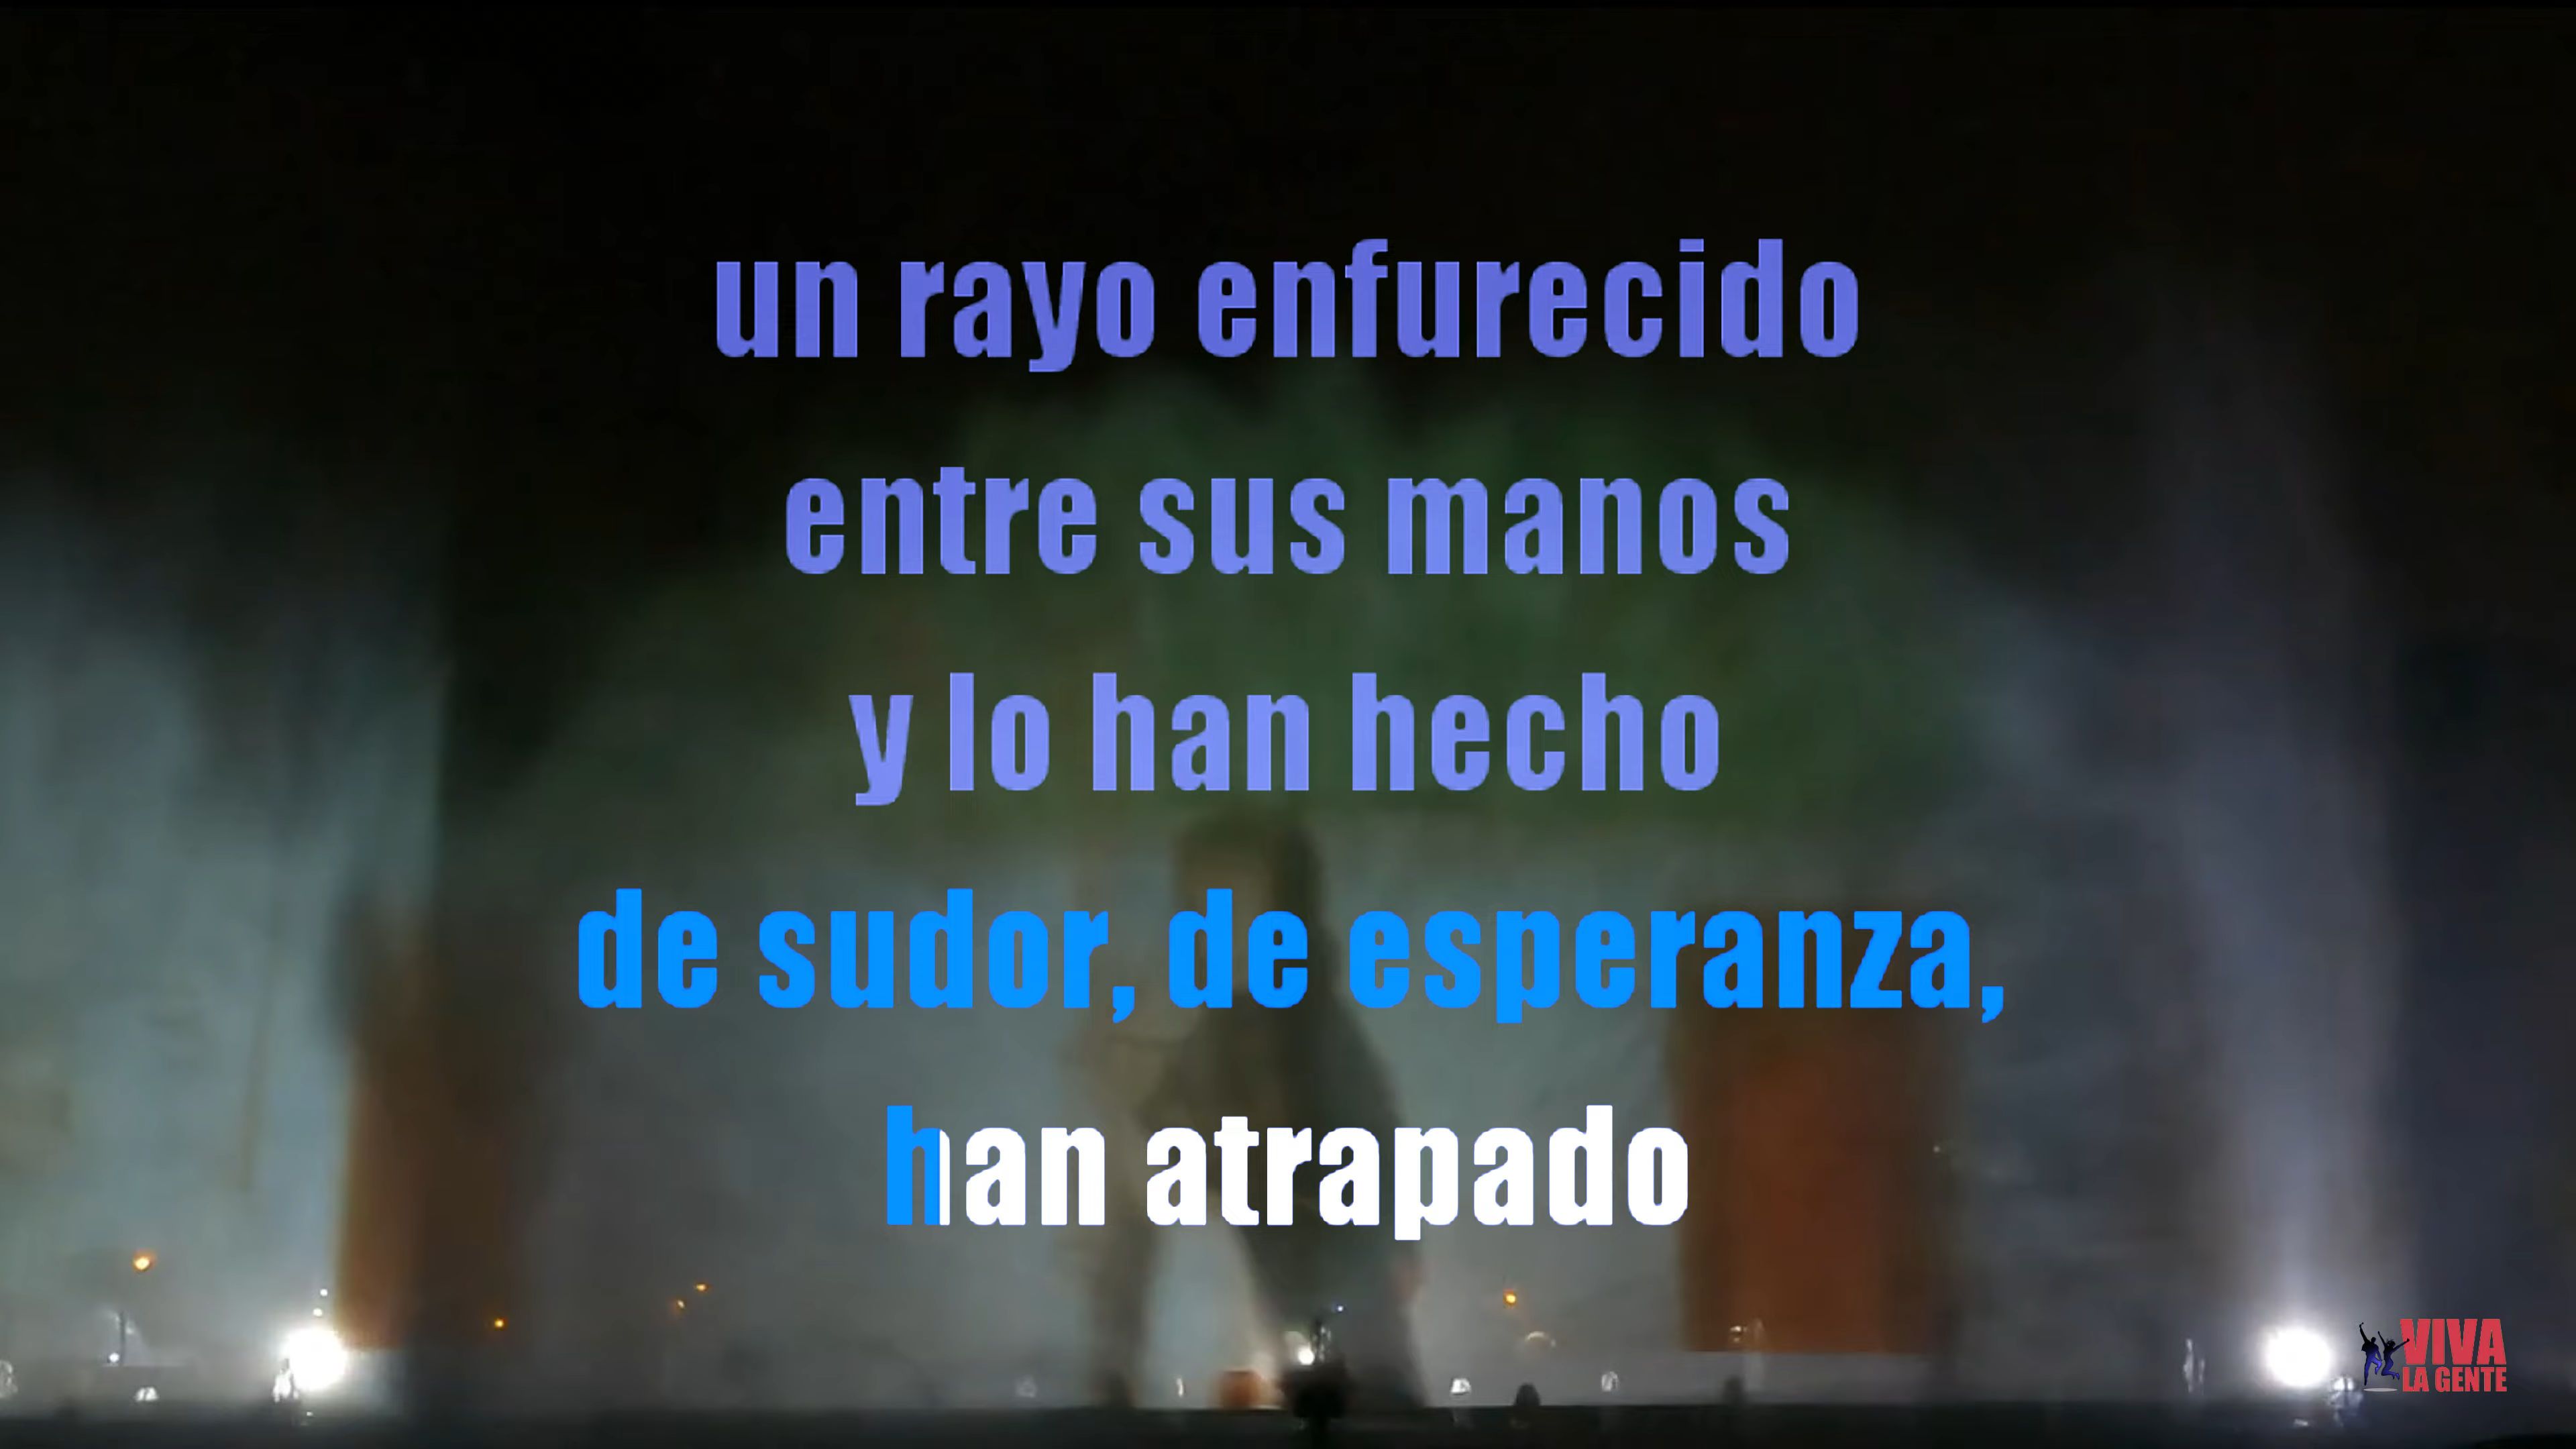 un rayo enfurecido
entre sus manos
y lo han hecho
de sudor, de esperanza,
han atrapado
VIVA
LA GENTE